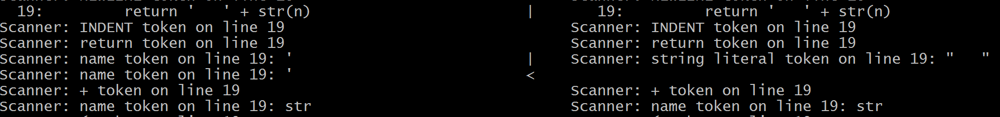 19:        return '    ' + str(n)    |    19:        return '   ' + str(n)
Scanner: INDENT token on line 19    Scanner: INDENT token on line 19
Scanner: return token on line 19    Scanner: return token on line 19
Scanner: name token on line 19: '    |    Scanner: string literal token on line 19: "   "
Scanner: name token on line 19: '    <
Scanner: + token on line 19    Scanner: + token on line 19
Scanner: name token on line 19: str    Scanner: name token on line 19: str